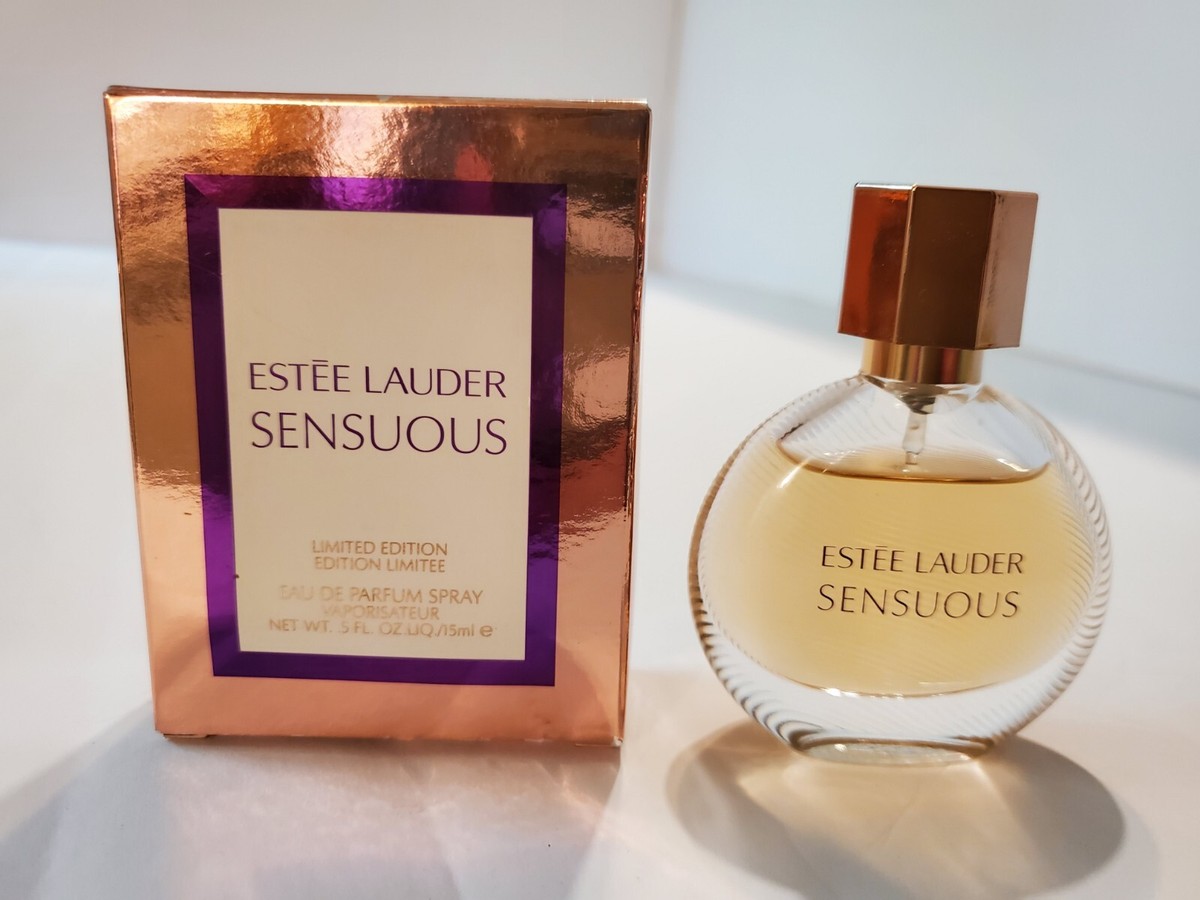 ESTĒE LAUDER
SENSUOUS
LIMITED EDITION
EDITION LIMITEE
EAU DE PARFUM SPRAY
VAPORISATEUR
NET WT. .5 FL. OZ.LIQ./15ml e
ESTĒE LAUDER
SENSUOUS